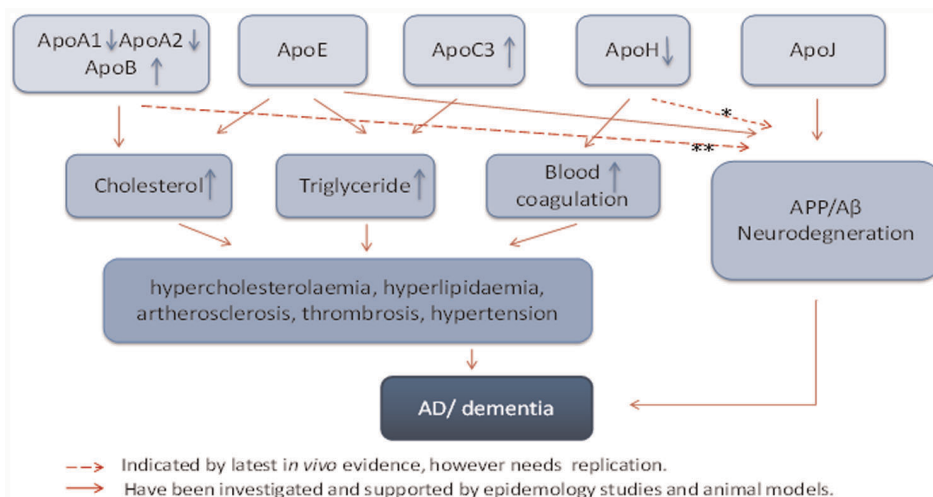 ApoA1↓ApoA2↓
ApoB ↑
ApoE
ApoC3↑
ApoH↓
ApoJ
*
**
Cholesterol↑
Triglyceride↑
Blood ↑
coagulation
APP/Aβ
Neurodegneration
hypercholesterolaemia, hyperlipidaemia,
artherosclerosis, thrombrosis, hypertension
AD/ dementia
Indicated by latest in vivo evidence, however needs replication.
Have been investigated and supported by epidemology studies and animal models.